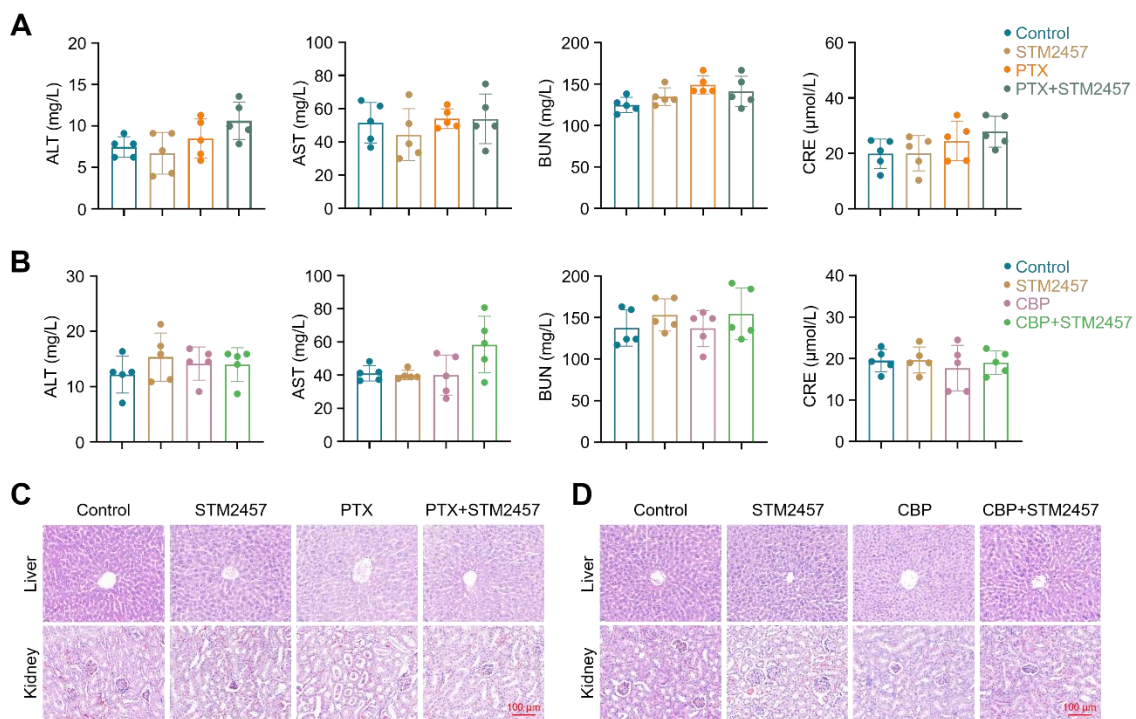 A
ALT (mg/L)
20
15
10
5
0
AST (mg/L)
100
80
60
40
20
0
BUN (mg/L)
200
150
100
50
0
CRE (μmol/L)
60
40
20
0
Control
STM2457
PTX
PTX+STM2457
B
ALT (mg/L)
30
20
10
0
AST (mg/L)
100
80
60
40
20
0
BUN (mg/L)
200
150
100
50
0
CRE (μmol/L)
40
30
20
10
0
Control
STM2457
CBP
CBP+STM2457
C
Control STM2457 PTX PTX+STM2457
Liver
Kidney
100 μm
D
Control STM2457 CBP CBP+STM2457
Liver
Kidney
100 μm